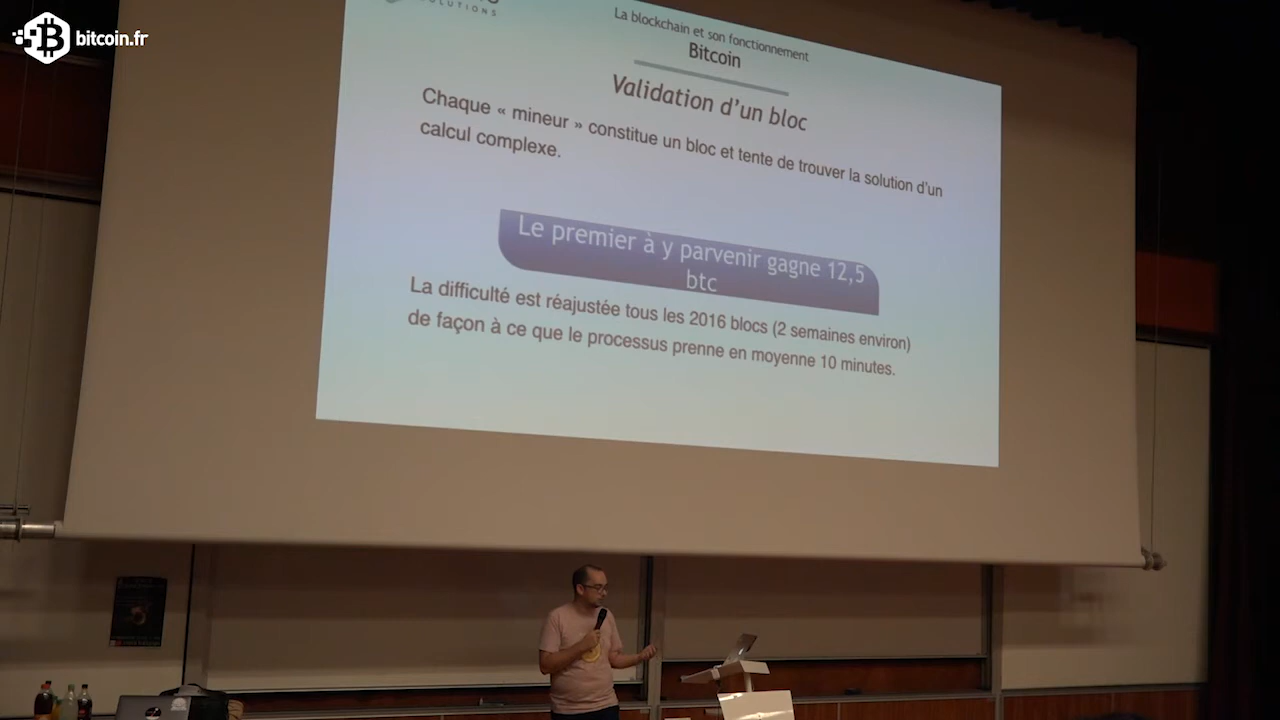 bitcoin.fr
SOLUTIONS
La blockchain et son fonctionnement
Bitcoin
Validation d'un bloc
Chaque « mineur » constitue un bloc et tente de trouver la solution d'un
calcul complexe.
Le premier à y parvenir gagne 12,5
btc
La difficulté est réajustée tous les 2016 blocs (2 semaines environ)
de façon à ce que le processus prenne en moyenne 10 minutes.